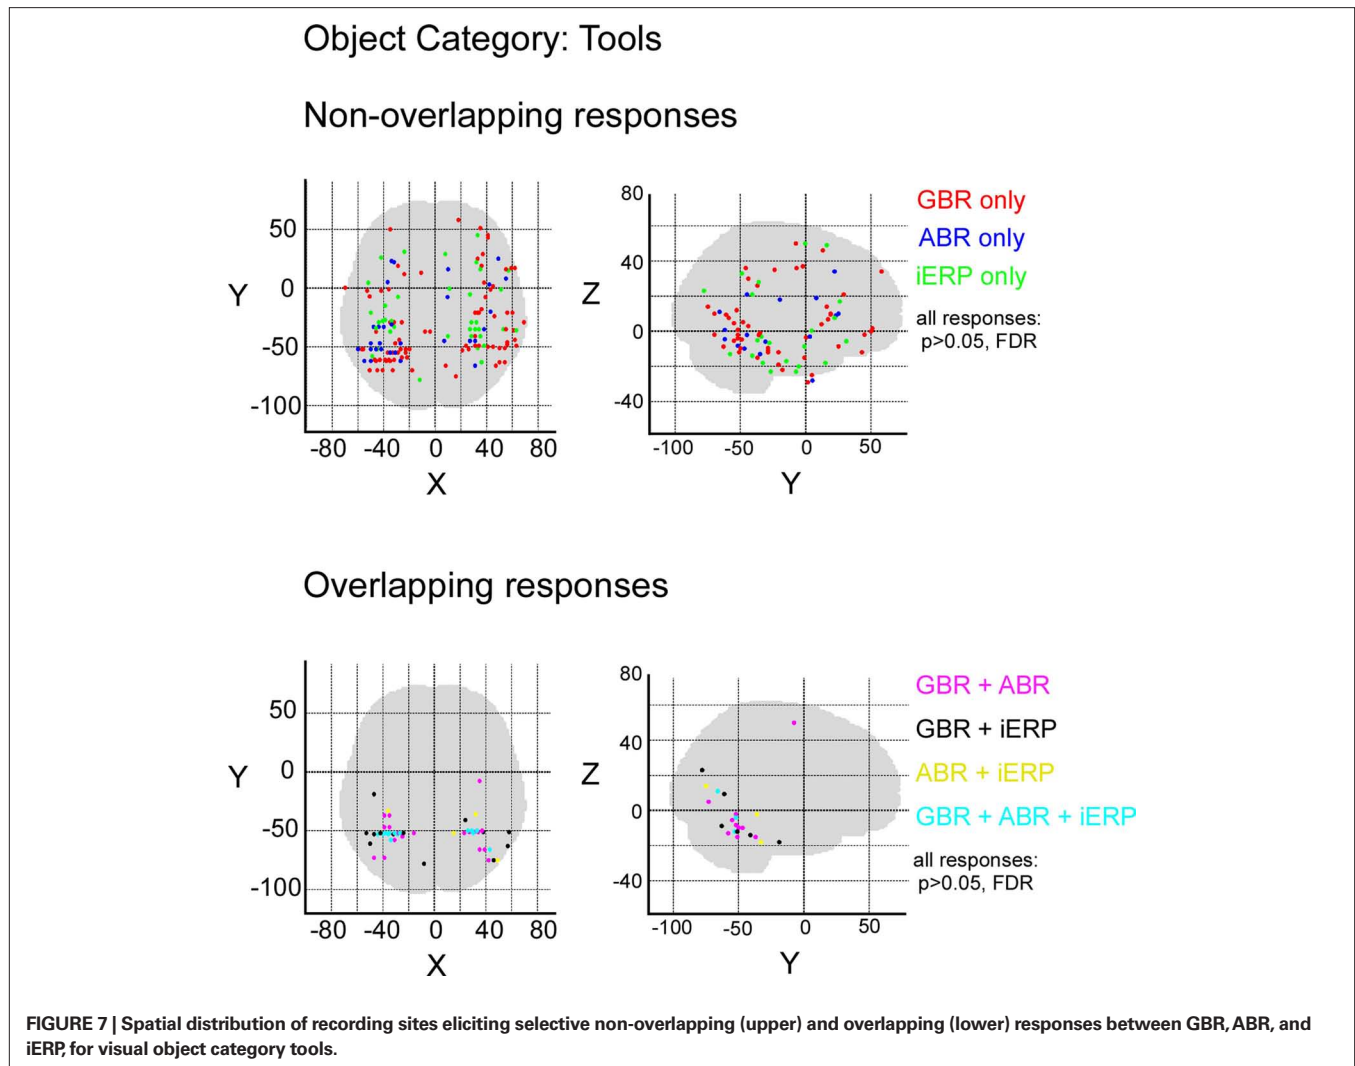 Object Category: Tools
Non-overlapping responses
Y
50
0
-50
-100
-80 -40 0 40 80
X
Z
80
40
0
-40
-100 -50 0 50
Y
GBR only
ABR only
iERP only
all responses:
p>0.05, FDR
Overlapping responses
Y
50
0
-50
-100
-80 -40 0 40 80
X
Z
80
40
0
-40
-100 -50 0 50
Y
GBR + ABR
GBR + iERP
ABR + iERP
GBR + ABR + iERP
all responses:
p>0.05, FDR
FIGURE 7 | Spatial distribution of recording sites eliciting selective non-overlapping (upper) and overlapping (lower) responses between GBR, ABR, and
iERP, for visual object category tools.